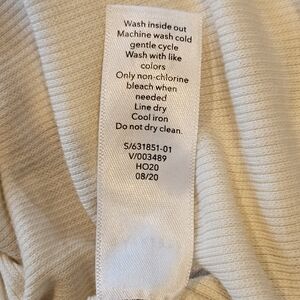 Wash inside out
Machine wash cold
gentle cycle
Wash with like
colors
Only non-chlorine
bleach when
needed
Line dry
Cool iron
Do not dry clean.
S/631851-01
V/003489
HO20
08/20